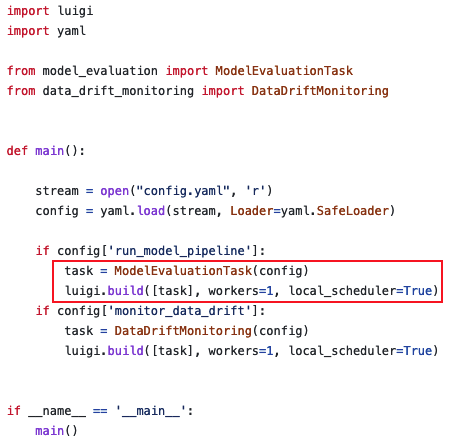 import luigi
import yaml
from model_evaluation import ModelEvaluationTask
from data_drift_monitoring import DataDriftMonitoring
def main():
    stream = open("config.yaml", 'r')
    config = yaml.load(stream, Loader=yaml.SafeLoader)
    if config['run_model_pipeline']:
        task = ModelEvaluationTask(config)
        luigi.build([task], workers=1, local_scheduler=True)
    if config['monitor_data_drift']:
        task = DataDriftMonitoring(config)
        luigi.build([task], workers=1, local_scheduler=True)
if __name__ == '__main__':
    main()